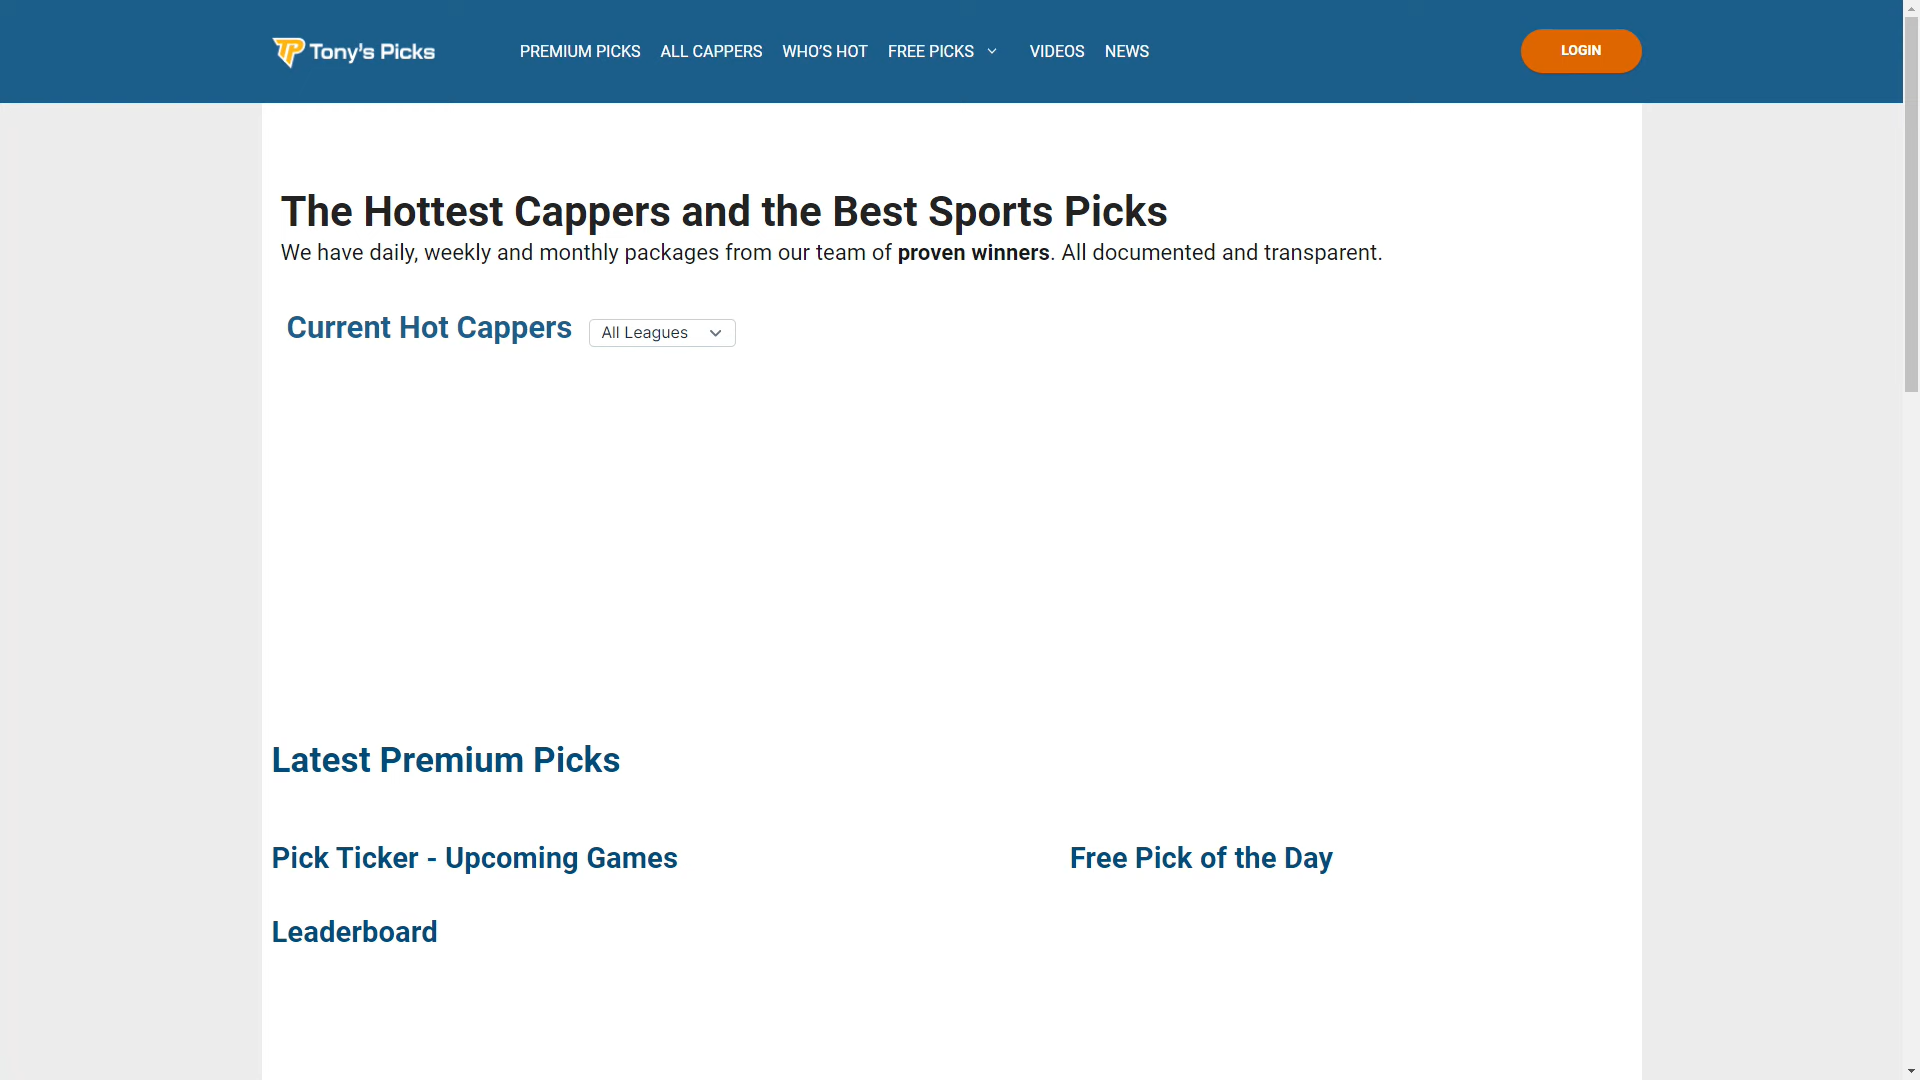 Tony's Picks
PREMIUM PICKS ALL CAPPERS WHO’S HOT FREE PICKS VIDEOS NEWS
LOGIN
The Hottest Cappers and the Best Sports Picks
We have daily, weekly and monthly packages from our team of proven winners. All documented and transparent.
Current Hot Cappers All Leagues
Latest Premium Picks
Pick Ticker - Upcoming Games
Free Pick of the Day
Leaderboard